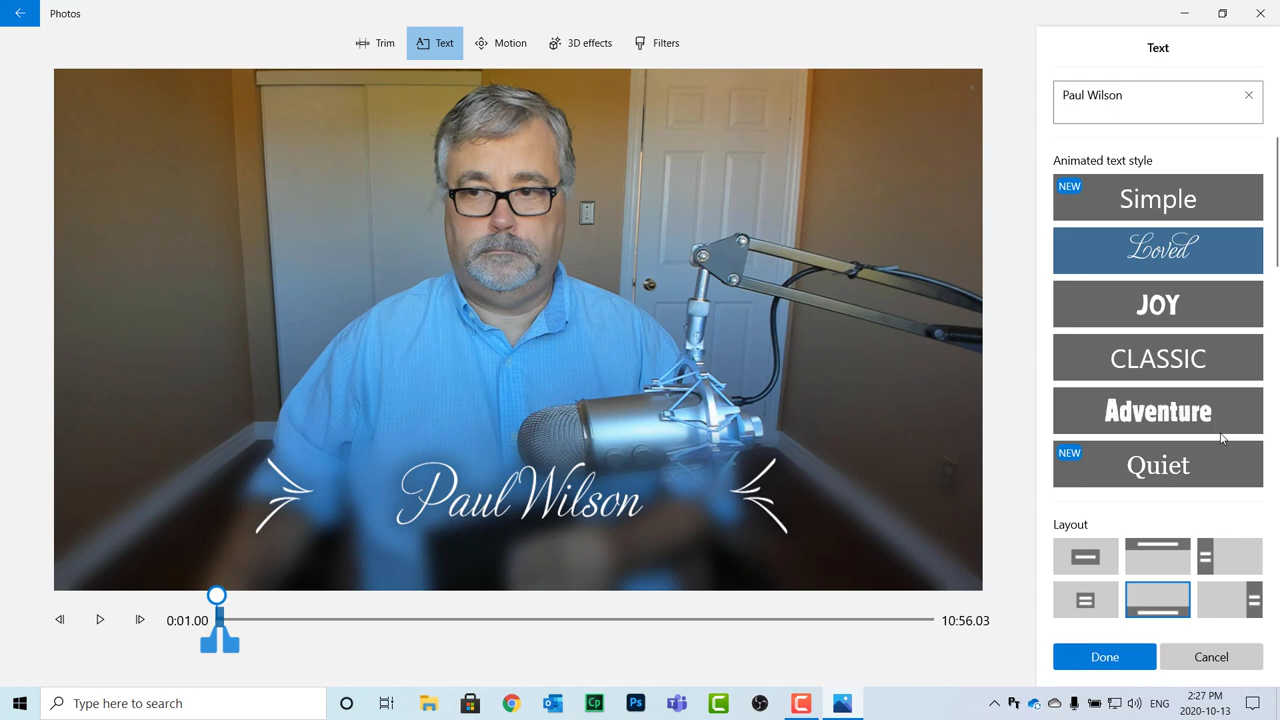 Photos
Trim
Text
Motion
3D effects
Filters
Text
Paul Wilson
Animated text style
NEW
Simple
Loved
JOY
CLASSIC
Adventure
NEW
Quiet
Paul Wilson
Layout
0:01.00
10:56.03
Done
Cancel
Type here to search
Cp
Ps
ENG
2:27 PM
2020-10-13